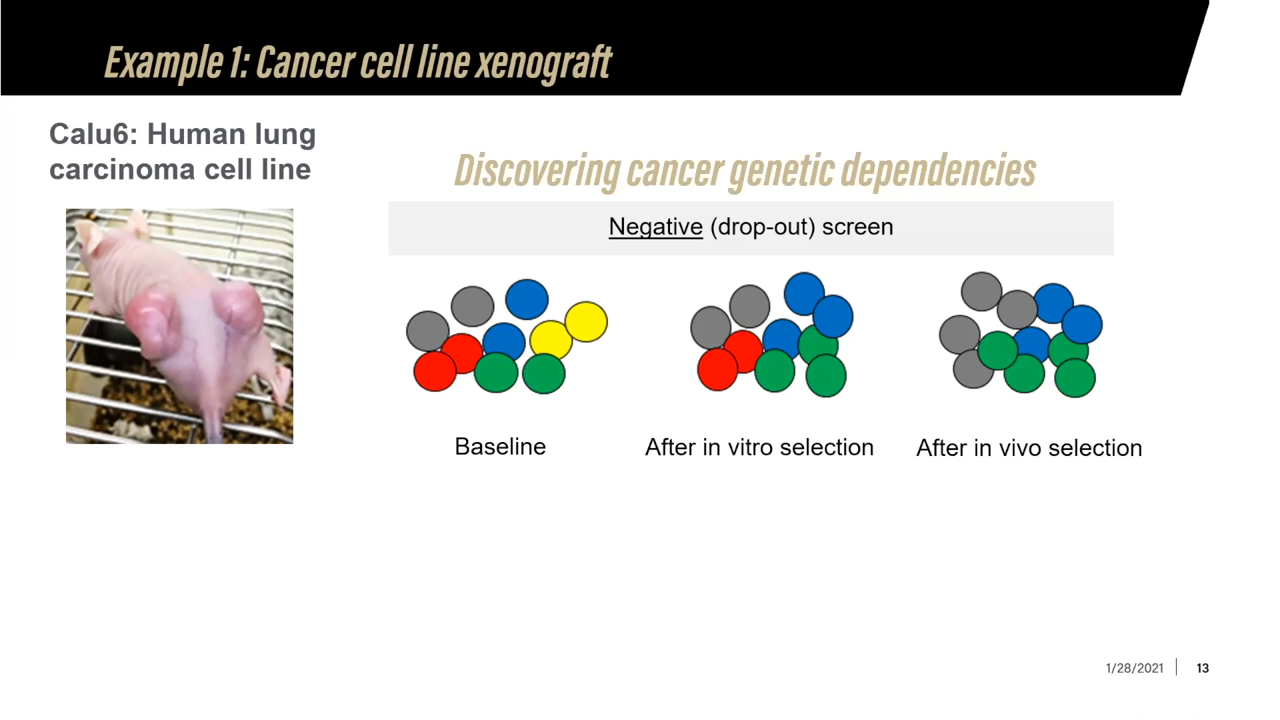 Example 1: Cancer cell line xenograft
Calu6: Human lung
carcinoma cell line
Discovering cancer genetic dependencies
Negative (drop-out) screen
Baseline
After in vitro selection
After in vivo selection
1/28/2021
13